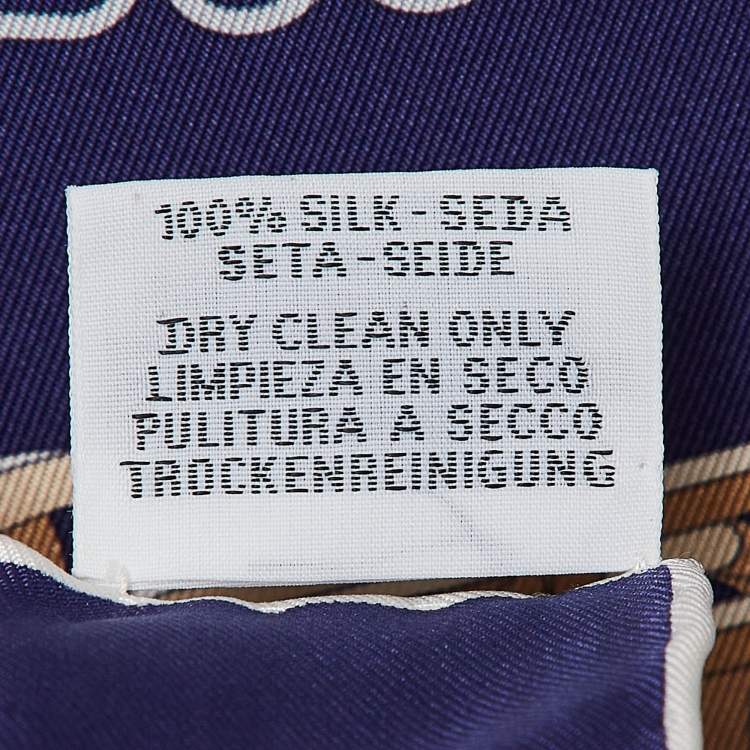 100% SILK-SEDA
SETA-SEIDE
DRY CLEAN ONLY
LIMPIEZA EN SECO
PULITURA A SECCO
TROCKENREINIGUNG